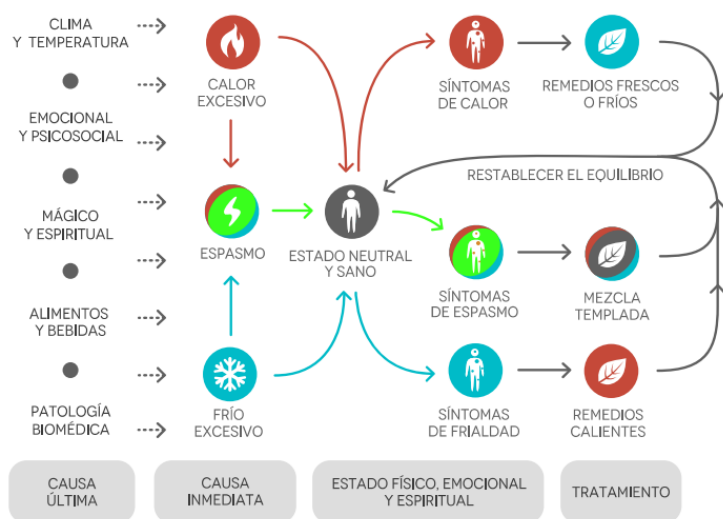 CLIMA
Y TEMPERATURA
EMOCIONAL
Y PSICOSOCIAL
MÁGICO
Y ESPIRITUAL
ALIMENTOS
Y BEBIDAS
PATOLOGÍA
BIOMÉDICA
CALOR
EXCESIVO
ESPASMO
FRÍO
EXCESIVO
ESTADO NEUTRAL
Y SANO
SÍNTOMAS
DE CALOR
REMEDIOS FRESCOS
O FRÍOS
RESTABLECER EL EQUILIBRIO
SÍNTOMAS
DE ESPASMO
MEZCLA
TEMPLADA
SÍNTOMAS
DE FRIALDAD
REMEDIOS
CALIENTES
CAUSA
ÚLTIMA
CAUSA
INMEDIATA
ESTADO FÍSICO, EMOCIONAL
Y ESPIRITUAL
TRATAMIENTO